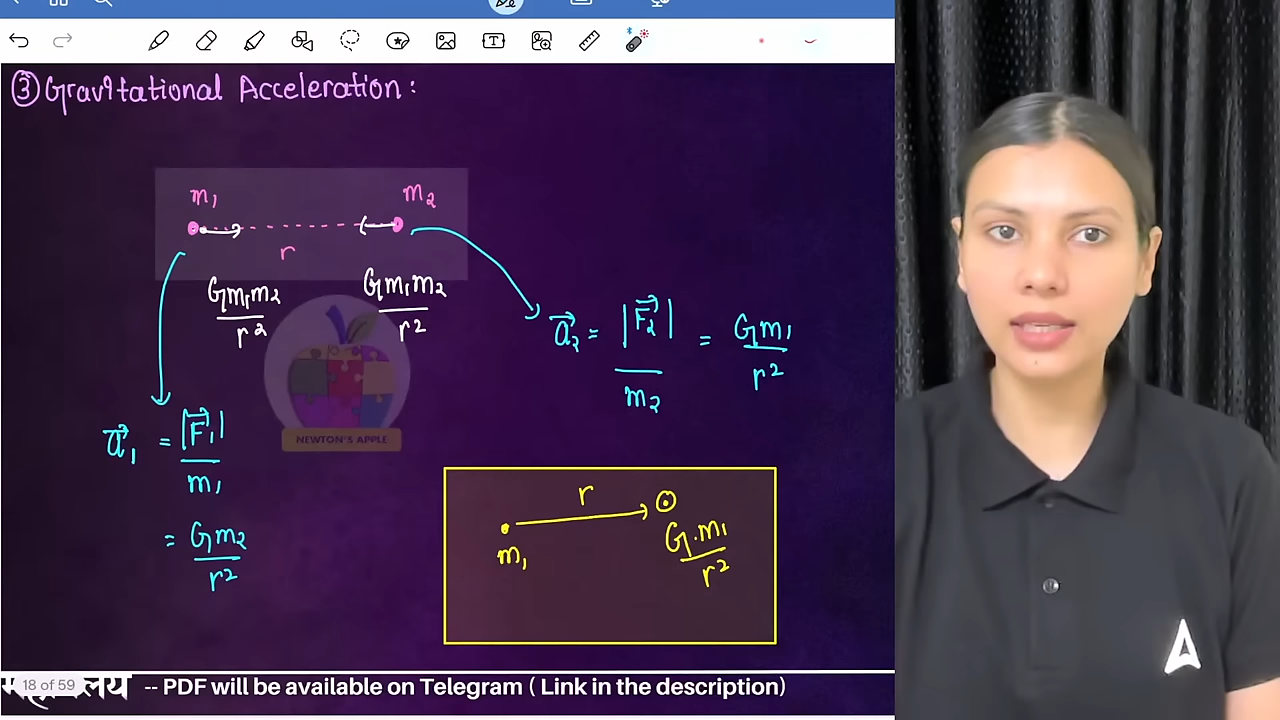 ③ Gravitational Acceleration :
m₁ m₂
r
Gm₁m₂/r² Gm₁m₂/r²
a⃗₂ = |F⃗₂|/m₂ = Gm₁/r²
NEWTON'S APPLE
a⃗₁ = |F⃗₁|/m₁
= Gm₂/r²
r
m₁ G.m₁/r²
18 of 59
-- PDF will be available on Telegram ( Link in the description)